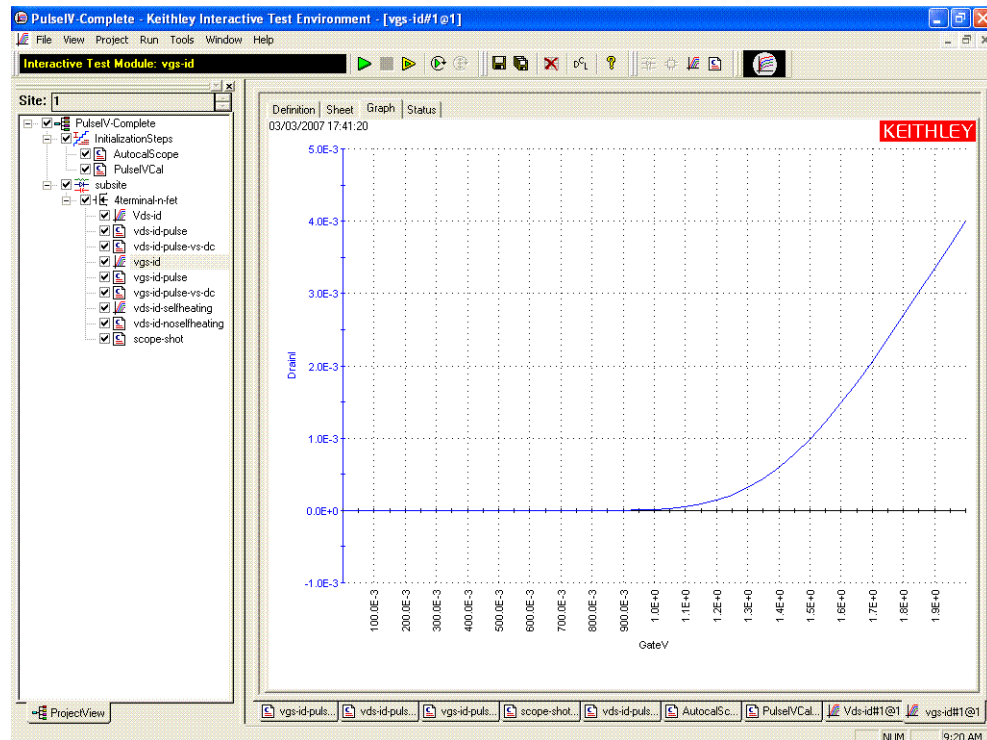 PulseIV-Complete - Keithley Interactive Test Environment - [vgs-id#1@1]
File View Project Run Tools Window Help
Interactive Test Module: vgs-id
Site: 1
PulseIV-Complete
InitializationSteps
AutocalScope
PulseIVCal
subsite
4terminal-n-fet
Vds-id
vds-id-pulse
vds-id-pulse-vs-dc
vgs-id
vgs-id-pulse
vgs-id-pulse-vs-dc
vds-id-selfheating
vds-id-noselfheating
scope-shot
ProjectView
Definition Sheet Graph Status
03/03/2007 17:41:20
KEITHLEY
5.0E-3
4.0E-3
3.0E-3
2.0E-3
1.0E-3
0.0E+0
-1.0E-3
DrainI
100.0E-3
200.0E-3
300.0E-3
400.0E-3
500.0E-3
600.0E-3
700.0E-3
800.0E-3
900.0E-3
1.0E+0
1.1E+0
1.2E+0
1.3E+0
1.4E+0
1.5E+0
1.6E+0
1.7E+0
1.8E+0
1.9E+0
GateV
vgs-id-puls... vds-id-puls... vgs-id-puls... scope-shot... vds-id-puls... AutocalSc... PulseIVCal... Vds-id#1@1 vgs-id#1@1
NUM 9:20 AM